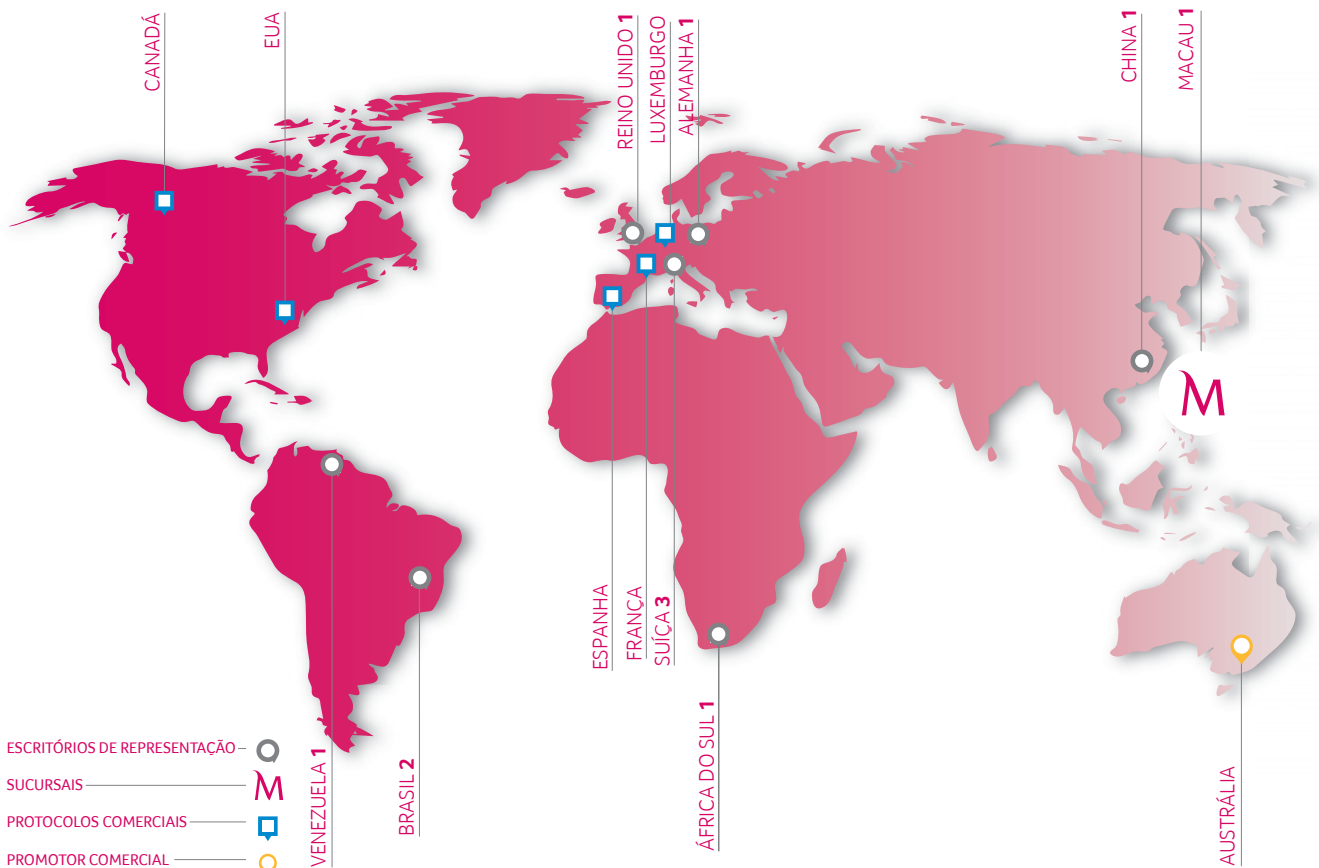 CANADÁ
EUA
REINO UNIDO 1
LUXEMBURGO
ALEMANHA 1
CHINA 1
MACAU 1
M
ESPANHA
FRANÇA
SUÍÇA 3
ÁFRICA DO SUL 1
VENEZUELA 1
BRASIL 2
AUSTRÁLIA
ESCRITÓRIOS DE REPRESENTAÇÃO
SUCURSAIS M
PROTOCOLOS COMERCIAIS
PROMOTOR COMERCIAL